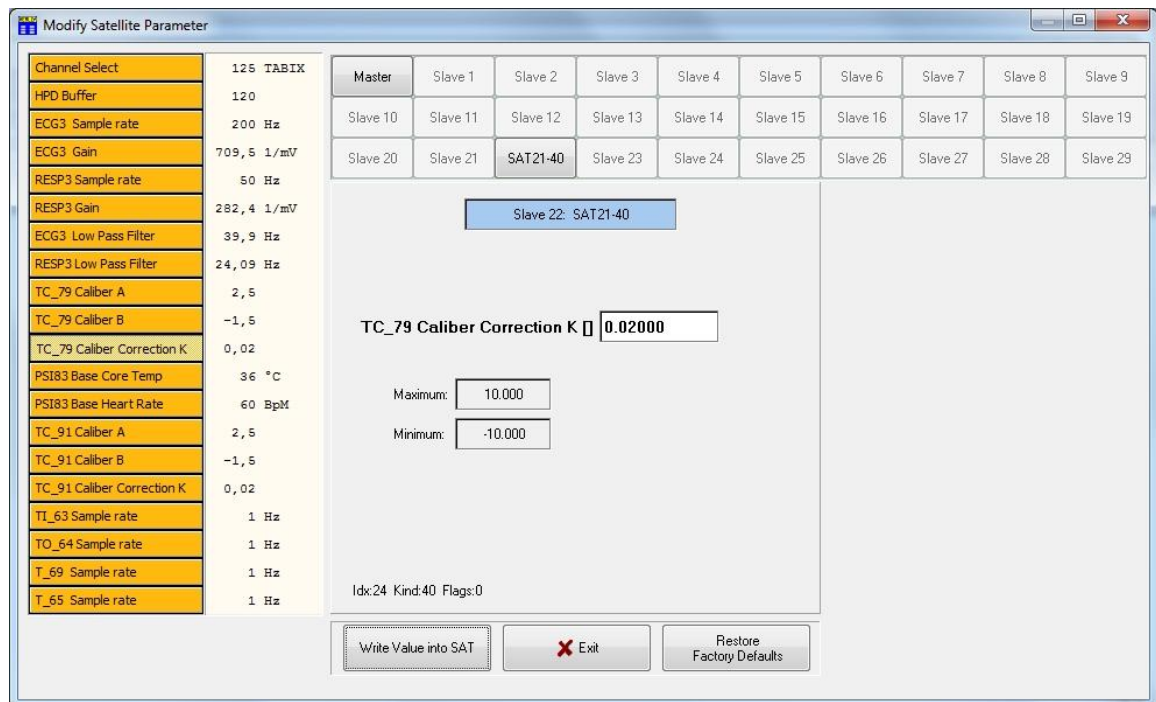 Modify Satellite Parameter
Channel Select 125 TABIX
HPD Buffer 120
ECG3 Sample rate 200 Hz
ECG3 Gain 709,5 1/mV
RESP3 Sample rate 50 Hz
RESP3 Gain 282,4 1/mV
ECG3 Low Pass Filter 39,9 Hz
RESP3 Low Pass Filter 24,09 Hz
TC_79 Caliber A 2,5
TC_79 Caliber B -1,5
TC_79 Caliber Correction K 0,02
PSI83 Base Core Temp 36 °C
PSI83 Base Heart Rate 60 BpM
TC_91 Caliber A 2,5
TC_91 Caliber B -1,5
TC_91 Caliber Correction K 0,02
TI_63 Sample rate 1 Hz
TO_64 Sample rate 1 Hz
T_69 Sample rate 1 Hz
T_65 Sample rate 1 Hz
Master Slave 1 Slave 2 Slave 3 Slave 4 Slave 5 Slave 6 Slave 7 Slave 8 Slave 9
Slave 10 Slave 11 Slave 12 Slave 13 Slave 14 Slave 15 Slave 16 Slave 17 Slave 18 Slave 19
Slave 20 Slave 21 SAT21-40 Slave 23 Slave 24 Slave 25 Slave 26 Slave 27 Slave 28 Slave 29
Slave 22: SAT21-40
TC_79 Caliber Correction K [] 0.02000
Maximum: 10.000
Minimum: -10.000
Idx:24 Kind:40 Flags:0
Write Value into SAT
Exit
Restore
Factory Defaults